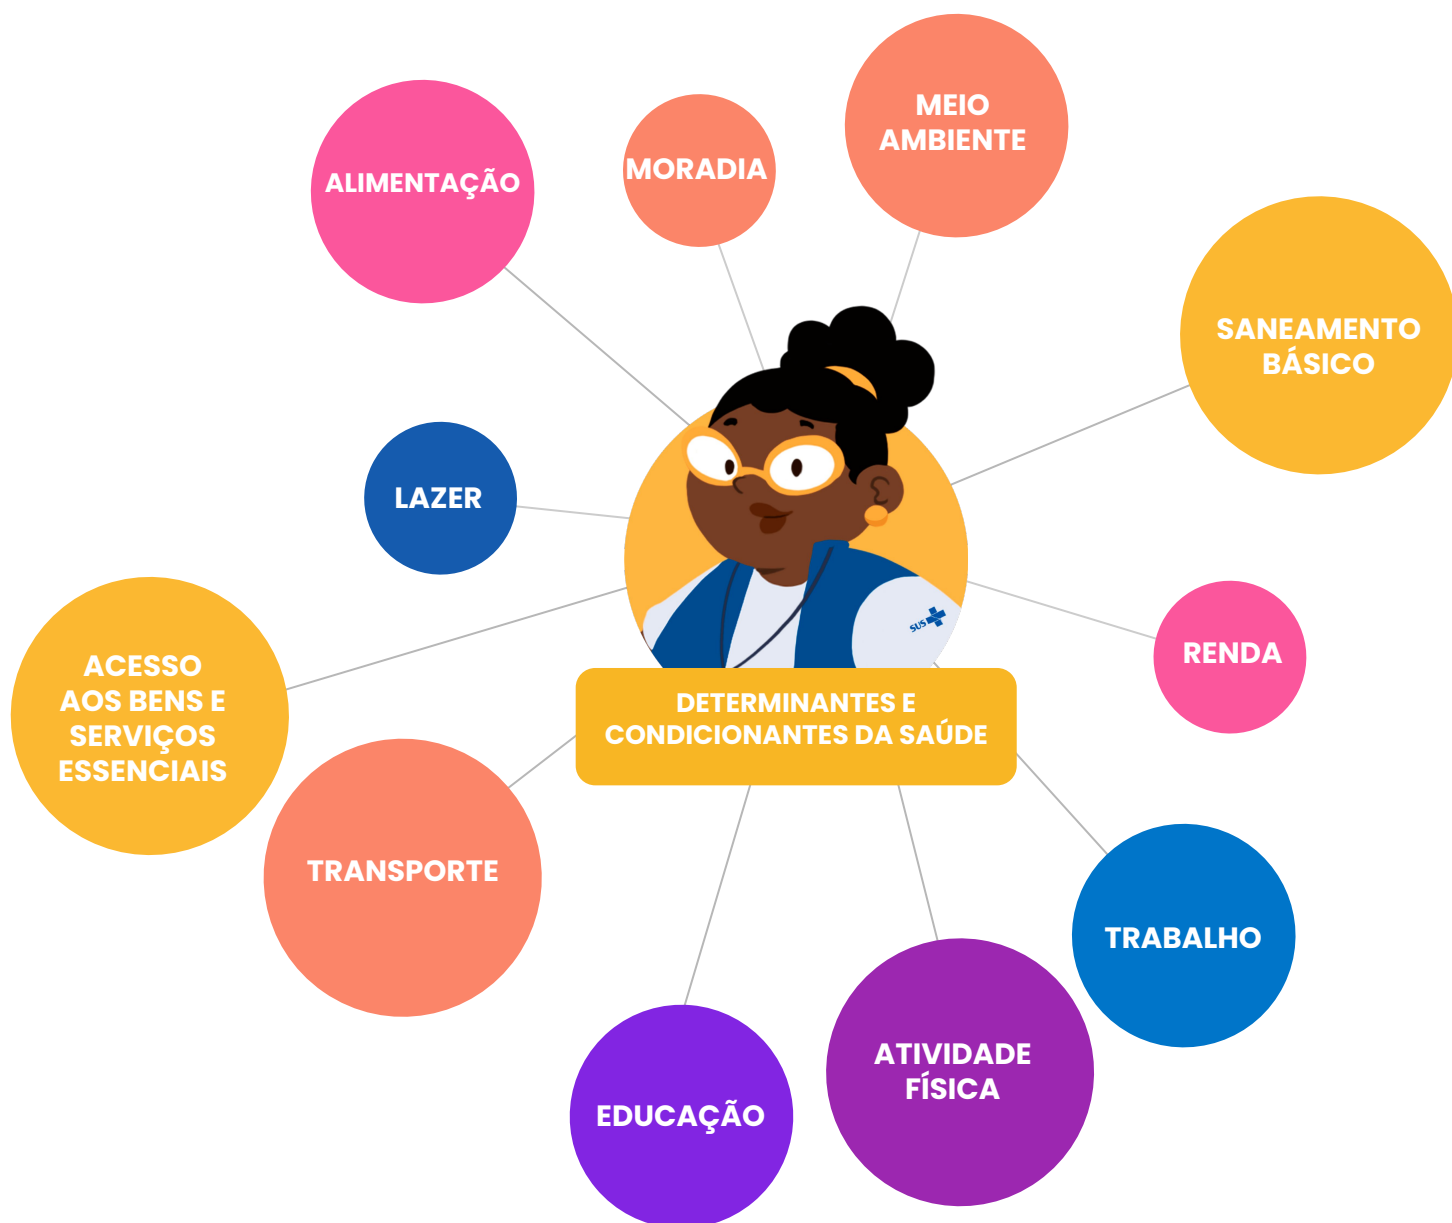 MEIO
AMBIENTE
MORADIA
ALIMENTAÇÃO
SANEAMENTO
BÁSICO
LAZER
SUS
RENDA
ACESSO
AOS BENS E
SERVIÇOS
ESSENCIAIS
DETERMINANTES E
CONDICIONANTES DA SAÚDE
TRANSPORTE
TRABALHO
ATIVIDADE
FÍSICA
EDUCAÇÃO